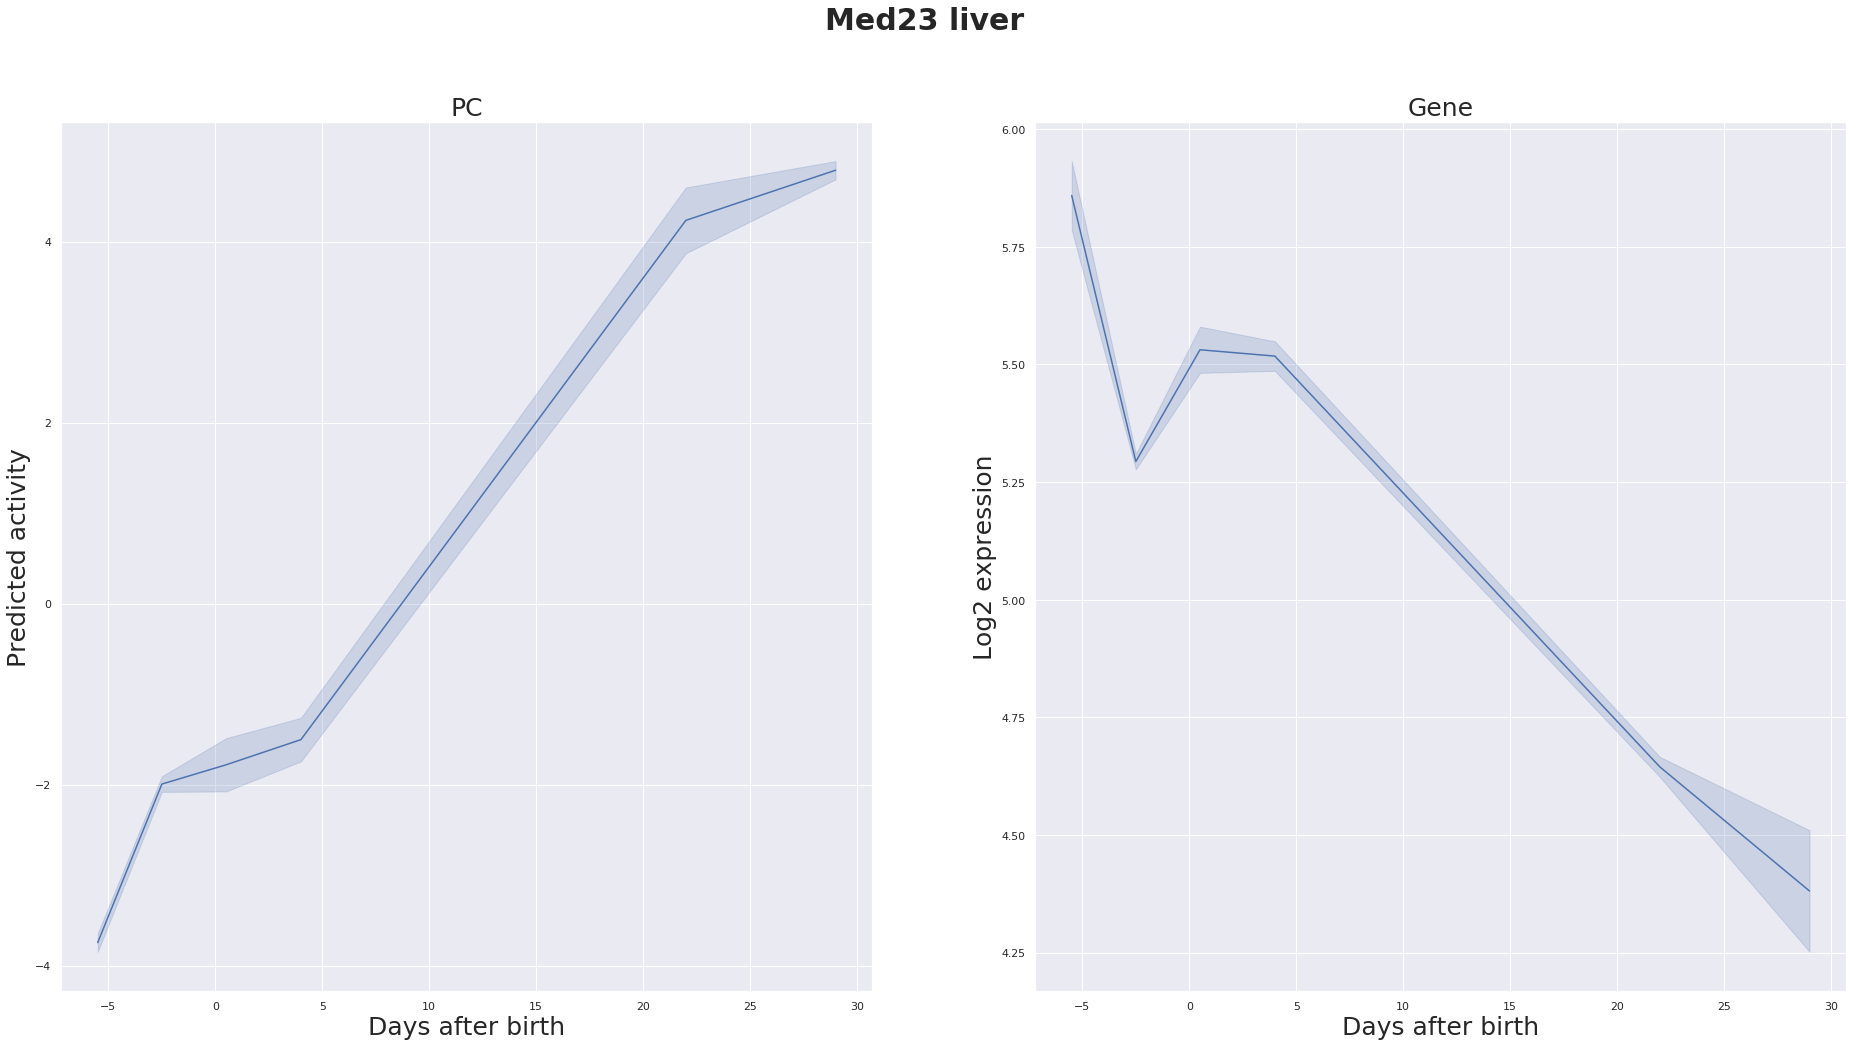 Med23 liver
PC
Predicted activity
4
2
0
−2
−4
−5 0 5 10 15 20 25 30
Days after birth
Gene
Log2 expression
6.00
5.75
5.50
5.25
5.00
4.75
4.50
4.25
−5 0 5 10 15 20 25 30
Days after birth